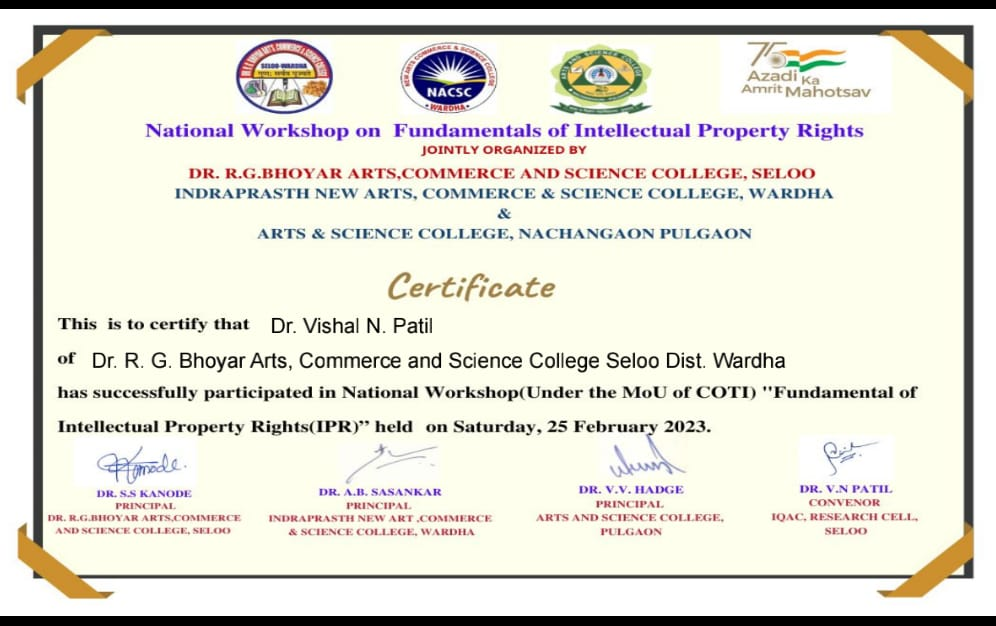 SELOO-WARDHA
NACSC
WARDHA
75
Azadi Ka
Amrit Mahotsav
National Workshop on Fundamentals of Intellectual Property Rights
JOINTLY ORGANIZED BY
DR. R.G.BHOYAR ARTS,COMMERCE AND SCIENCE COLLEGE, SELOO
INDRAPRASTH NEW ARTS, COMMERCE & SCIENCE COLLEGE, WARDHA
&
ARTS & SCIENCE COLLEGE, NACHANGAON PULGAON
Certificate
This is to certify that Dr. Vishal N. Patil
of Dr. R. G. Bhoyar Arts, Commerce and Science College Seloo Dist. Wardha
has successfully participated in National Workshop(Under the MoU of COTI) "Fundamental of
Intellectual Property Rights(IPR)” held on Saturday, 25 February 2023.
DR. S.S KANODE
PRINCIPAL
DR. R.G.BHOYAR ARTS,COMMERCE
AND SCIENCE COLLEGE, SELOO
DR. A.B. SASANKAR
PRINCIPAL
INDRAPRASTH NEW ART ,COMMERCE
& SCIENCE COLLEGE, WARDHA
DR. V.V. HADGE
PRINCIPAL
ARTS AND SCIENCE COLLEGE,
PULGAON
DR. V.N PATIL
CONVENOR
IQAC, RESEARCH CELL,
SELOO